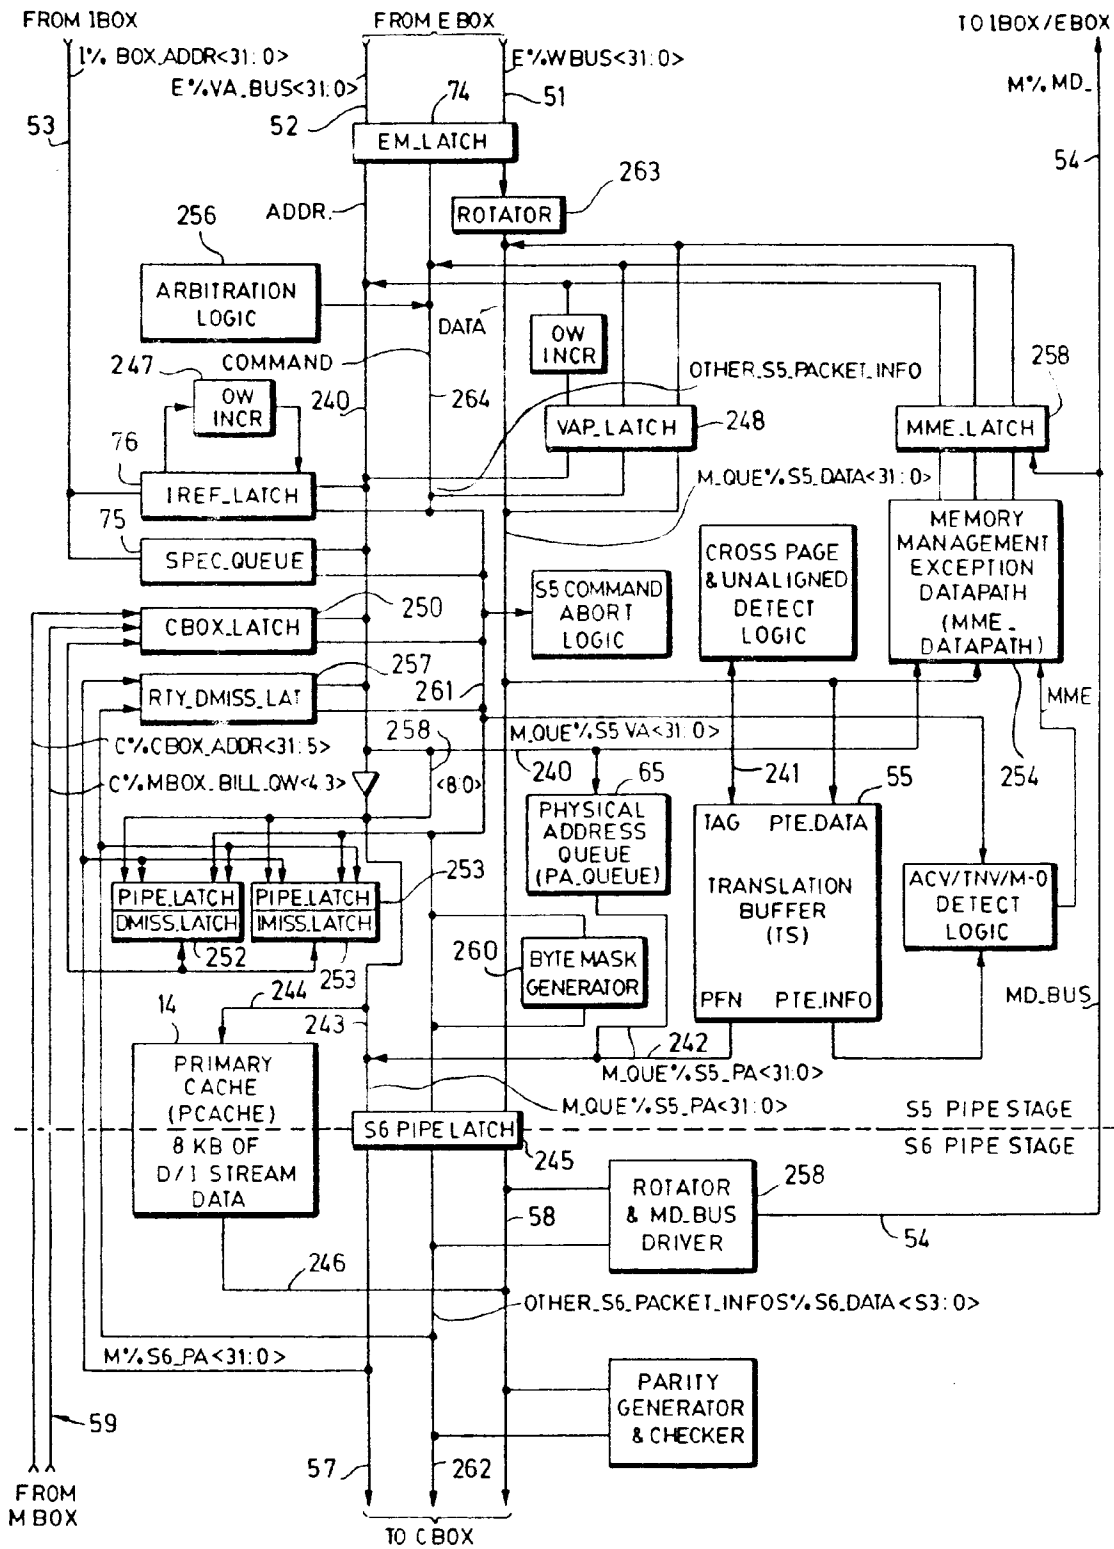 FROM IBOX
FROM E BOX
TO IBOX/EBOX
I%.BOX_ADDR<31:0>
E%WBUS<31:0>
E%VA_BUS<31:0>
M%MD_
53
52
74
51
54
EM_LATCH
263
ADDR.
ROTATOR
256
ARBITRATION
LOGIC
DATA
OW
INCR
COMMAND
OTHER_S5_PACKET_INFO
258
247
OW
INCR
240
264
VAP_LATCH
248
MME_LATCH
76
IREF_LATCH
M_QUE%S5_DATA<31:0>
75
SPEC_QUEUE
CROSS PAGE
& UNALIGNED
DETECT
LOGIC
MEMORY
MANAGEMENT
EXCEPTION
DATAPATH
(MME_
DATAPATH)
250
CBOX_LATCH
S5 COMMAND
ABORT
LOGIC
257
RTY_DMISS_LAT
261
MME
C%CBOX_ADDR<31:5>
258
M_QUE%S5_VA<31:0>
C%MBOX_BILL_QW<4:3>
<8:0>
240
65
241
55
254
PHYSICAL
ADDRESS
QUEUE
(PA_QUEUE)
TAG
PTE.DATA
TRANSLATION
BUFFER
(TS)
PFN
PTE.INFO
ACV/TNV/M-0
DETECT
LOGIC
PIPE_LATCH
DMISS_LATCH
PIPE_LATCH
IMISS_LATCH
253
252
253
260
BYTE MASK
GENERATOR
244
14
243
MD_BUS
242
M_QUE%S5_PA<31:0>
PRIMARY
CACHE
(PCACHE)
8 KB OF
D/I STREAM
DATA
M_QUE%S5_PA<31:0>
S5 PIPE STAGE
S6 PIPE LATCH
S6 PIPE STAGE
245
58
ROTATOR
& MD_BUS
DRIVER
258
54
246
OTHER_S6_PACKET_INFOS%S6_DATA<S3:0>
M%S6_PA<31:0>
PARITY
GENERATOR
& CHECKER
59
57
262
FROM
MBOX
TO CBOX